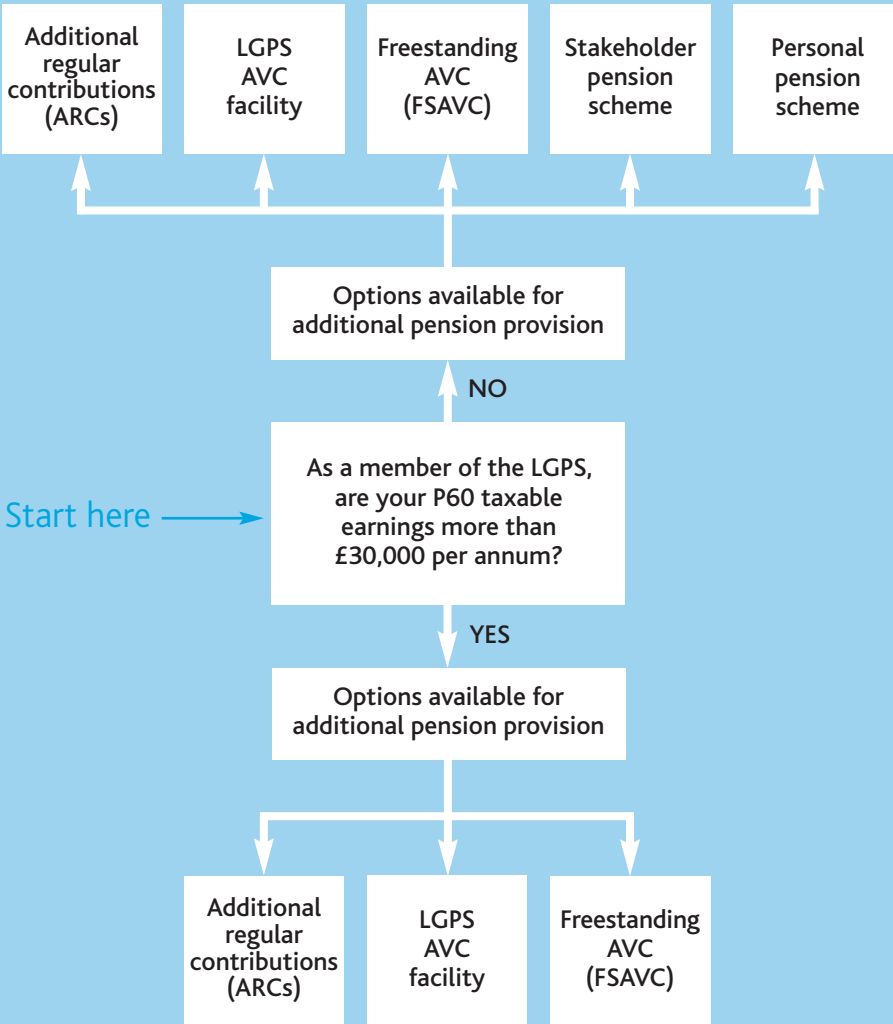 Additional
regular
contributions
(ARCs)
LGPS
AVC
facility
Freestanding
AVC
(FSAVC)
Stakeholder
pension
scheme
Personal
pension
scheme
Options available for
additional pension provision
NO
Start here
As a member of the LGPS,
are your P60 taxable
earnings more than
£30,000 per annum?
YES
Options available for
additional pension provision
Additional
regular
contributions
(ARCs)
LGPS
AVC
facility
Freestanding
AVC
(FSAVC)